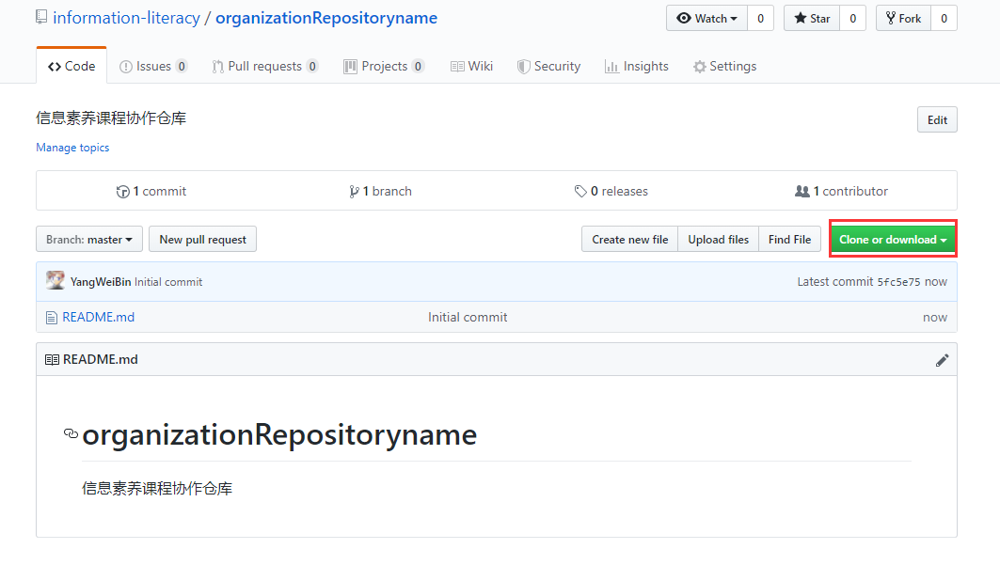 information-literacy / organizationRepositoryname
Watch 0 Star 0 Fork 0
Code Issues 0 Pull requests 0 Projects 0 Wiki Security Insights Settings
信息素养课程协作仓库
Edit
Manage topics
1 commit 1 branch 0 releases 1 contributor
Branch: master New pull request Create new file Upload files Find File Clone or download
YangWeiBin Initial commit Latest commit 5fc5e75 now
README.md Initial commit now
README.md
organizationRepositoryname
信息素养课程协作仓库